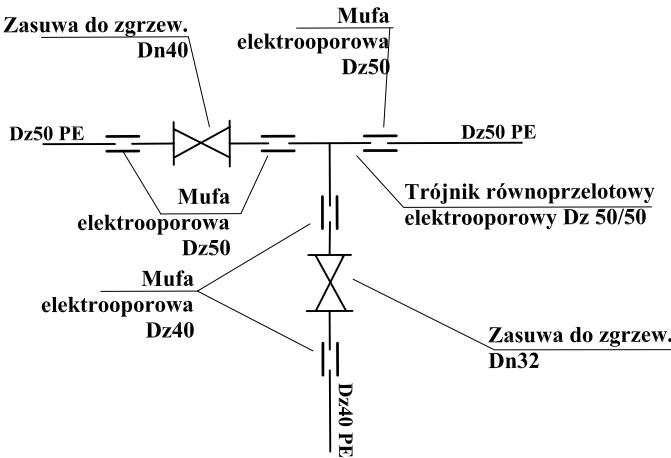 Zasuwa do zgrzew.
Dn40
Mufa
elektrooporowa
Dz50
Dz50 PE
Dz50 PE
Mufa
elektrooporowa
Dz50
Trójnik równoprzelotowy
elektrooporowy Dz 50/50
Mufa
elektrooporowa
Dz40
Zasuwa do zgrzew.
Dn32
Dz40 PE